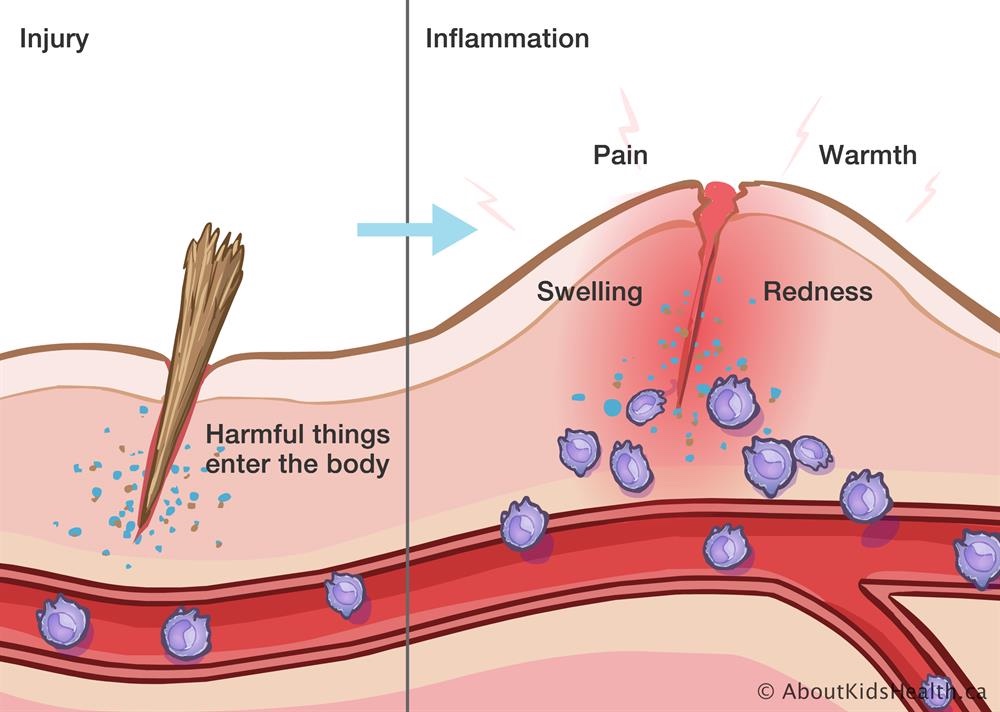 Injury
Inflammation
Pain
Warmth
Swelling
Redness
Harmful things
enter the body
© AboutKidsHealth.ca